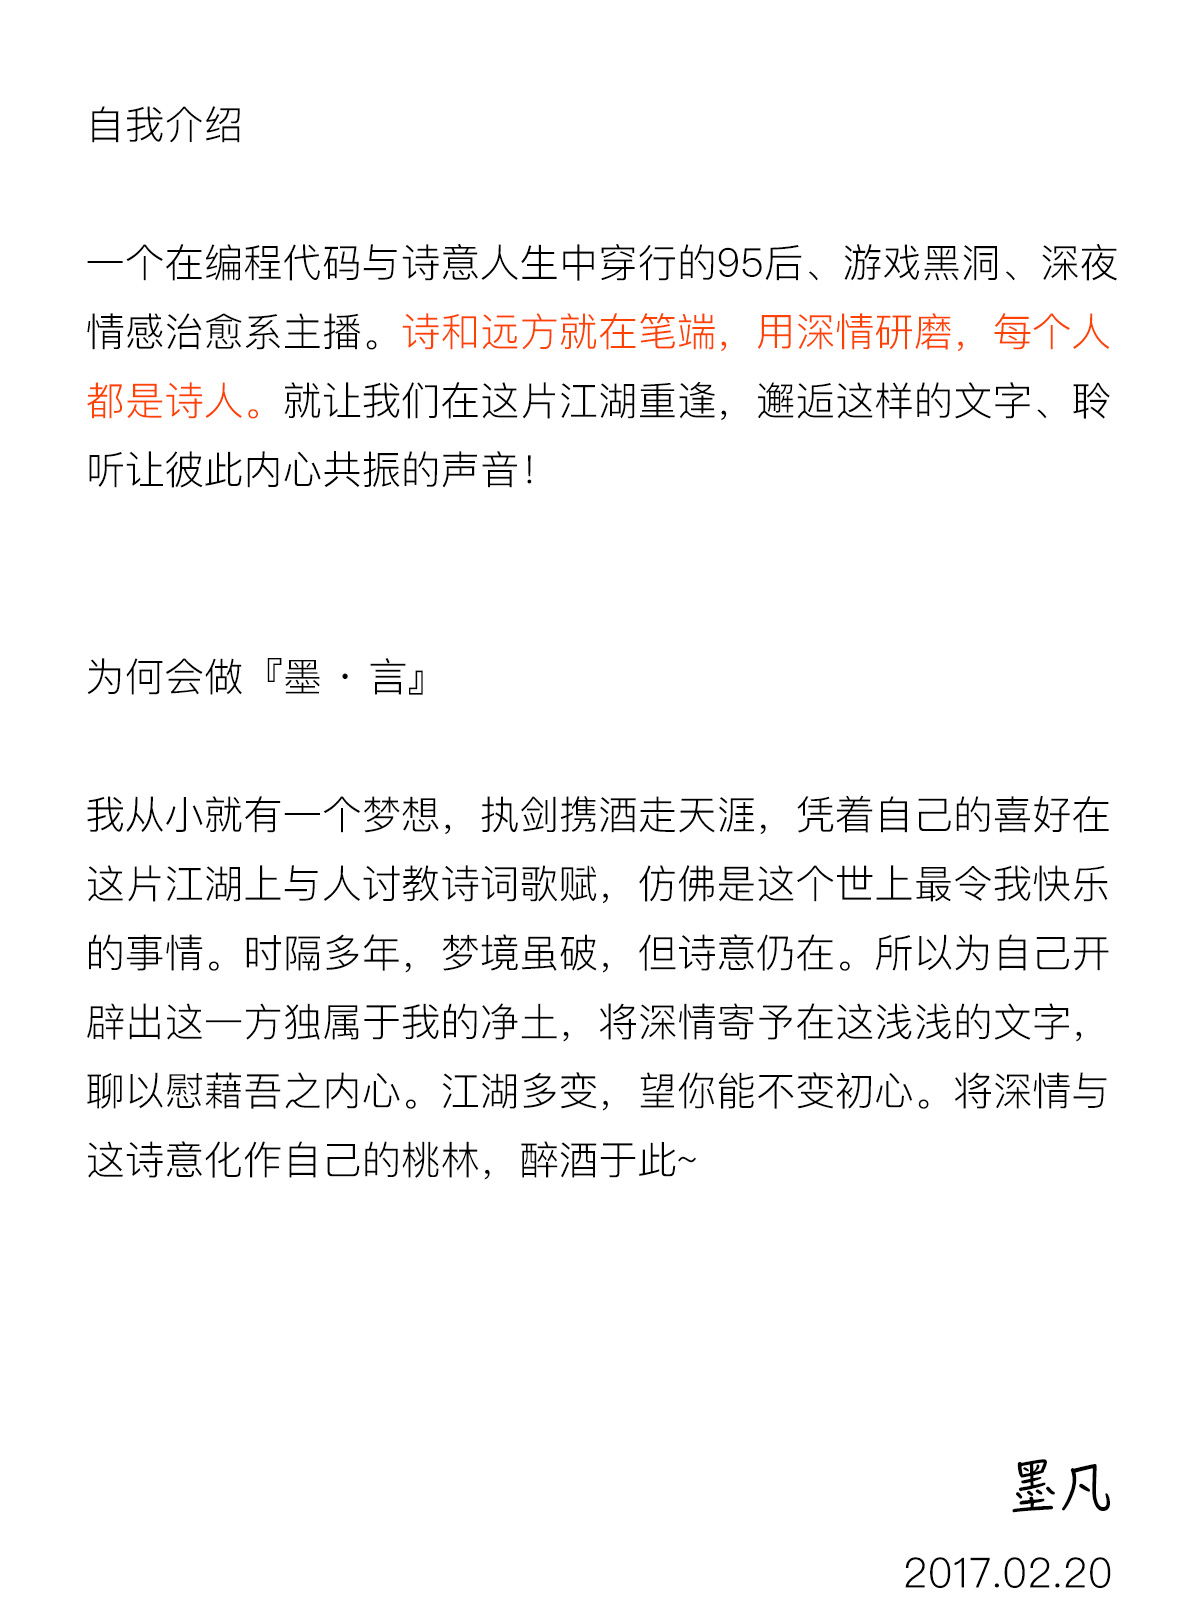 自我介绍
一个在编程代码与诗意人生中穿行的95后、游戏黑洞、深夜
情感治愈系主播。诗和远方就在笔端，用深情研磨，每个人
都是诗人。就让我们在这片江湖重逢，邂逅这样的文字、聆
听让彼此内心共振的声音！
为何会做『墨 · 言』
我从小就有一个梦想，执剑携酒走天涯，凭着自己的喜好在
这片江湖上与人讨教诗词歌赋，仿佛是这个世上最令我快乐
的事情。时隔多年，梦境虽破，但诗意仍在。所以为自己开
辟出这一方独属于我的净土，将深情寄予在这浅浅的文字，
聊以慰藉吾之内心。江湖多变，望你能不变初心。将深情与
这诗意化作自己的桃林，醉酒于此~
墨凡
2017.02.20